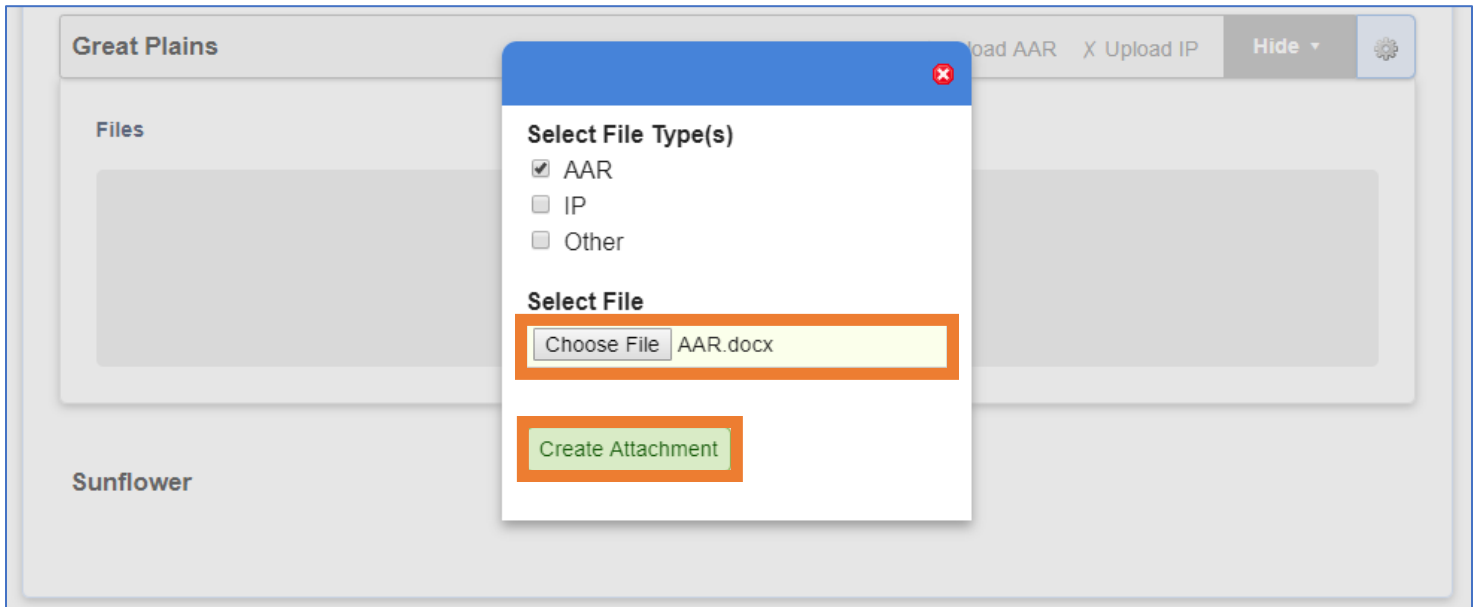 Great Plains
oad AAR X Upload IP Hide
Files
Select File Type(s)
AAR
IP
Other
Select File
Choose File AAR.docx
Create Attachment
Sunflower